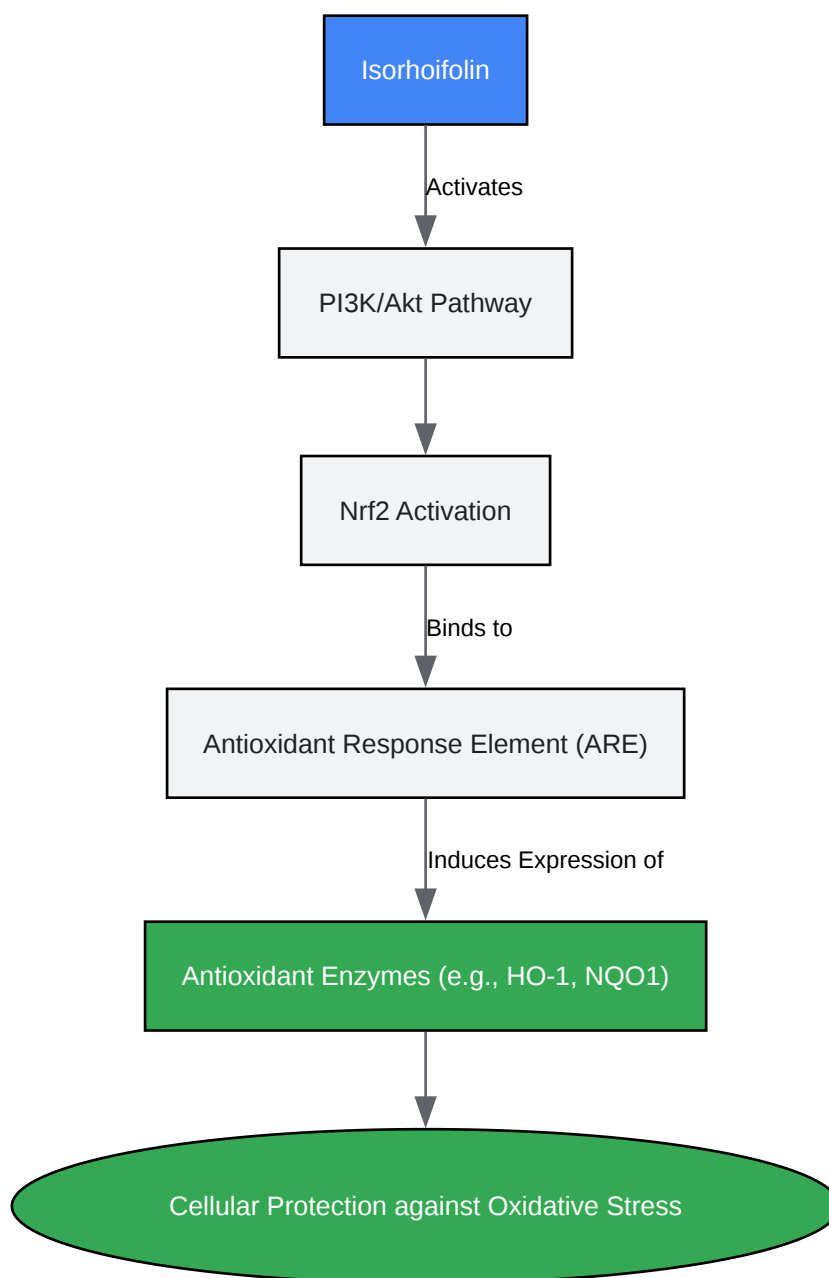 Isorhoifolin
Activates
PI3K/Akt Pathway
Nrf2 Activation
Binds to
Antioxidant Response Element (ARE)
Induces Expression of
Antioxidant Enzymes (e.g., HO-1, NQO1)
Cellular Protection against Oxidative Stress